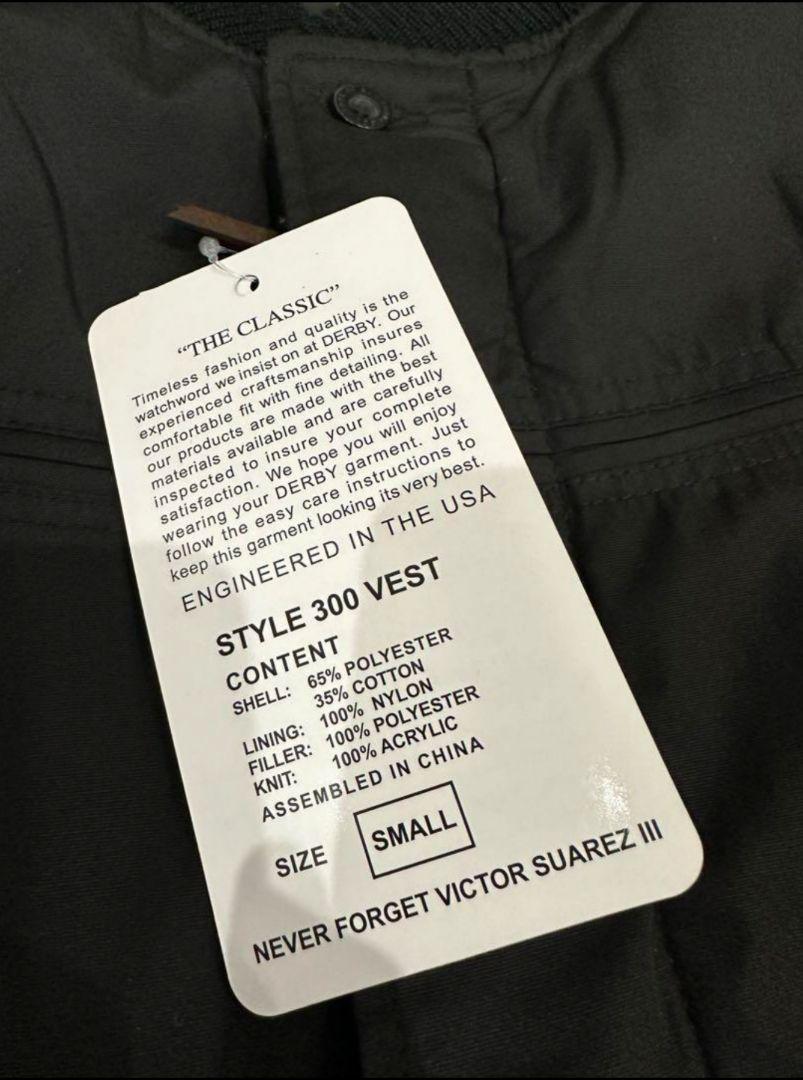 “THE CLASSIC”
Timeless fashion and quality is the
watchword we insist on at DERBY. Our
experienced craftsmanship insures
comfortable fit with fine detailing. All
our products are made with the best
materials available and are carefully
inspected to insure your complete
satisfaction. We hope you will enjoy
wearing your DERBY garment. Just
follow the easy care instructions to
keep this garment looking its very best.
ENGINEERED IN THE USA
STYLE 300 VEST
CONTENT
SHELL: 65% POLYESTER
35% COTTON
LINING: 100% NYLON
FILLER: 100% POLYESTER
KNIT: 100% ACRYLIC
ASSEMBLED IN CHINA
SIZE SMALL
NEVER FORGET VICTOR SUAREZ III